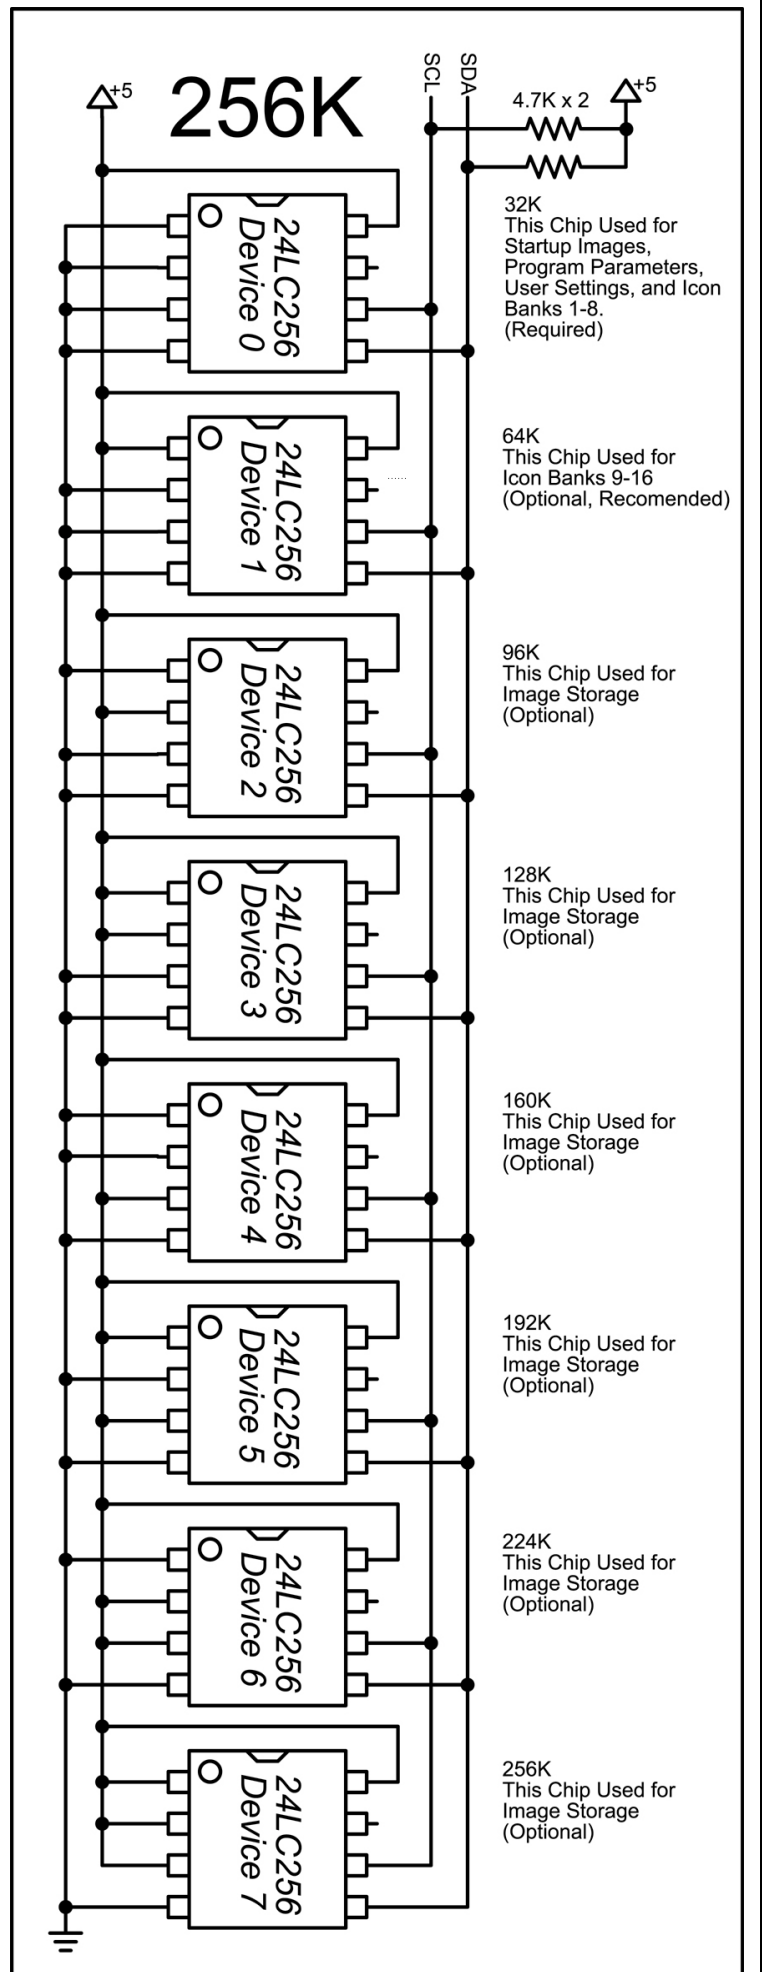 +5
256K
SCL
SDA
4.7K x 2
+5
24LC256
Device 0
32K
This Chip Used for
Startup Images,
Program Parameters,
User Settings, and Icon
Banks 1-8.
(Required)
24LC256
Device 1
64K
This Chip Used for
Icon Banks 9-16
(Optional, Recomended)
24LC256
Device 2
96K
This Chip Used for
Image Storage
(Optional)
24LC256
Device 3
128K
This Chip Used for
Image Storage
(Optional)
24LC256
Device 4
160K
This Chip Used for
Image Storage
(Optional)
24LC256
Device 5
192K
This Chip Used for
Image Storage
(Optional)
24LC256
Device 6
224K
This Chip Used for
Image Storage
(Optional)
24LC256
Device 7
256K
This Chip Used for
Image Storage
(Optional)